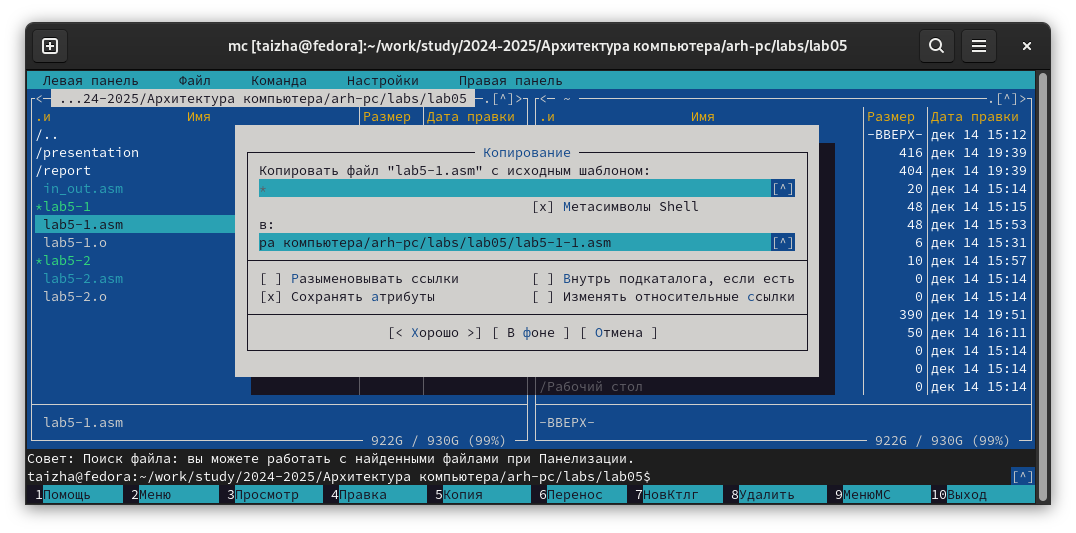 mc [taizha@fedora]:~/work/study/2024-2025/Архитектура компьютера/arh-pc/labs/lab05
Левая панель Файл Команда Настройки Правая панель
<— ...24-2025/Архитектура компьютера/arh-pc/labs/lab05 —.[^]> <— ~ —.[^]>
.и Имя Размер Дата правки .и Имя Размер Дата правки
/.. -ВВЕРХ- дек 14 15:12
/presentation 416 дек 14 19:39
/report 404 дек 14 19:39
in_out.asm 20 дек 14 15:14
*lab5-1 48 дек 14 15:15
lab5-1.asm 48 дек 14 15:53
lab5-1.o 6 дек 14 15:31
*lab5-2 10 дек 14 15:57
lab5-2.asm 0 дек 14 15:14
lab5-2.o 0 дек 14 15:14
390 дек 14 19:51
50 дек 14 16:11
0 дек 14 15:14
0 дек 14 15:14
/Рабочий стол 0 дек 14 15:14
Копирование
Копировать файл "lab5-1.asm" с исходным шаблоном:
* [^]
[x] Метасимволы Shell
в:
ра компьютера/arh-pc/labs/lab05/lab5-1-1.asm [^]
[ ] Разыменовывать ссылки [ ] Внутрь подкаталога, если есть
[x] Сохранять атрибуты [ ] Изменять относительные ссылки
[< Хорошо >] [ В фоне ] [ Отмена ]
lab5-1.asm -ВВЕРХ-
922G / 930G (99%) 922G / 930G (99%)
Совет: Поиск файла: вы можете работать с найденными файлами при Панелизации.
taizha@fedora:~/work/study/2024-2025/Архитектура компьютера/arh-pc/labs/lab05$ [^]
1Помощь 2Меню 3Просмотр 4Правка 5Копия 6Перенос 7НовКтлг 8Удалить 9МенюМС 10Выход